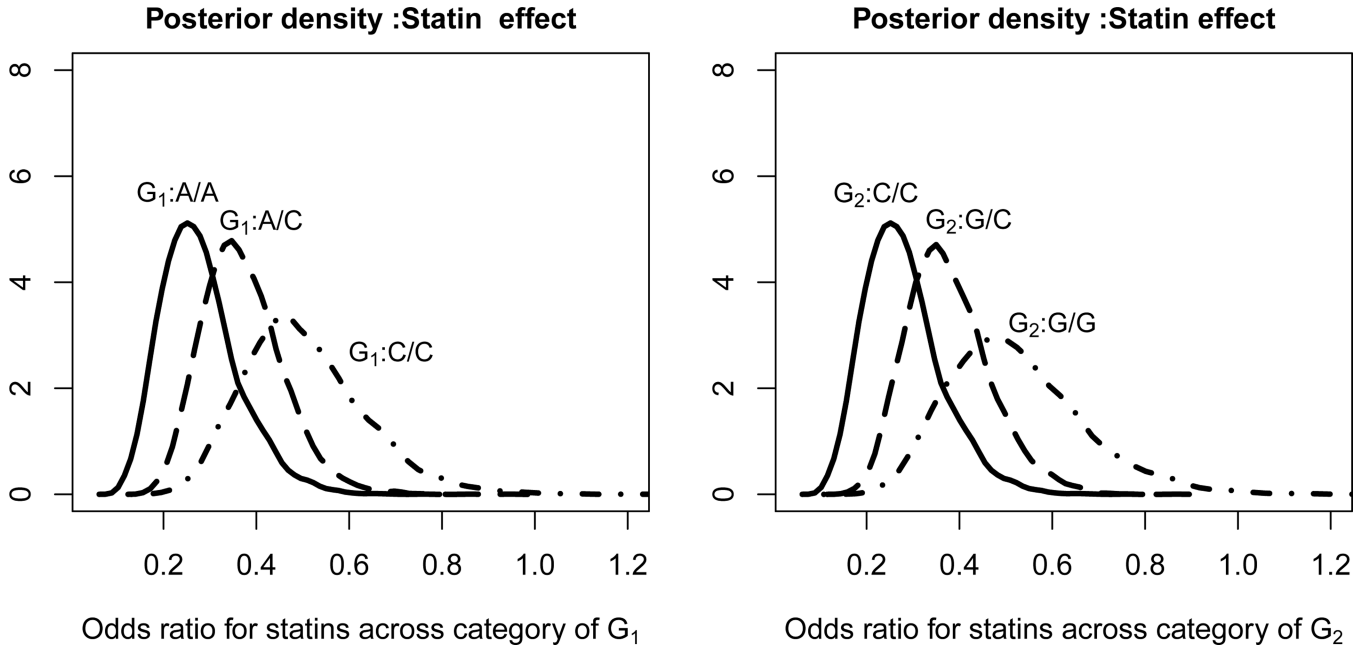 Posterior density :Statin  effect
8
6
4
2
0
G₁:A/A
G₁:A/C
G₁:C/C
0.2 0.4 0.6 0.8 1.0 1.2
Odds ratio for statins across category of G₁
Posterior density :Statin effect
8
6
4
2
0
G₂:C/C
G₂:G/C
G₂:G/G
0.2 0.4 0.6 0.8 1.0 1.2
Odds ratio for statins across category of G₂